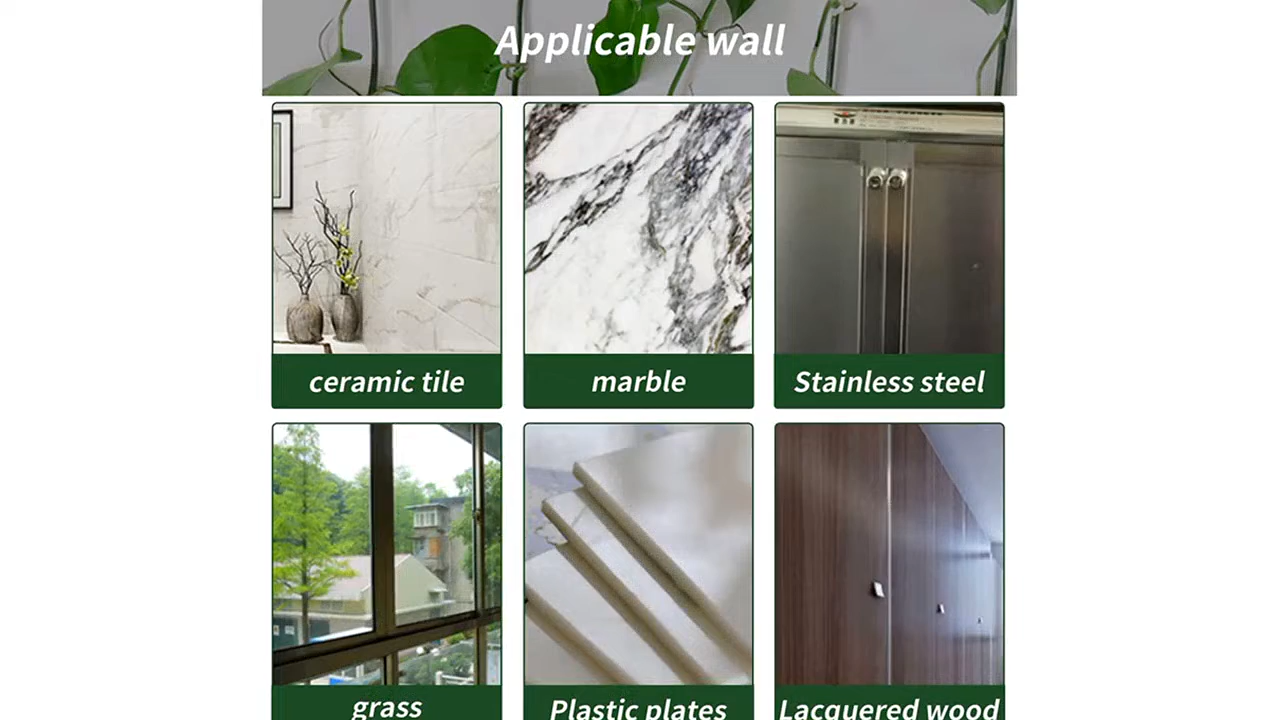 Applicable wall
ceramic tile
marble
Stainless steel
grass
Plastic plates
Lacquered wood